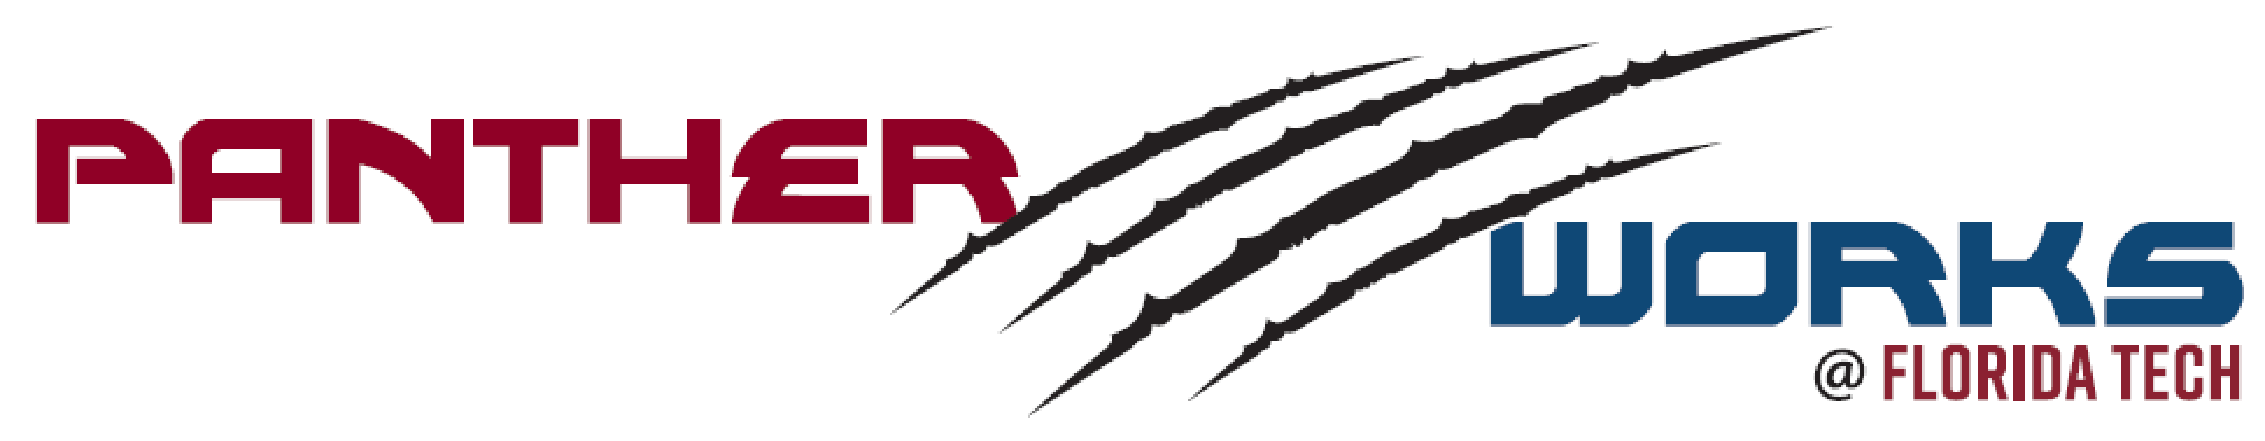 PANTHER
WORKS
@ FLORIDA TECH